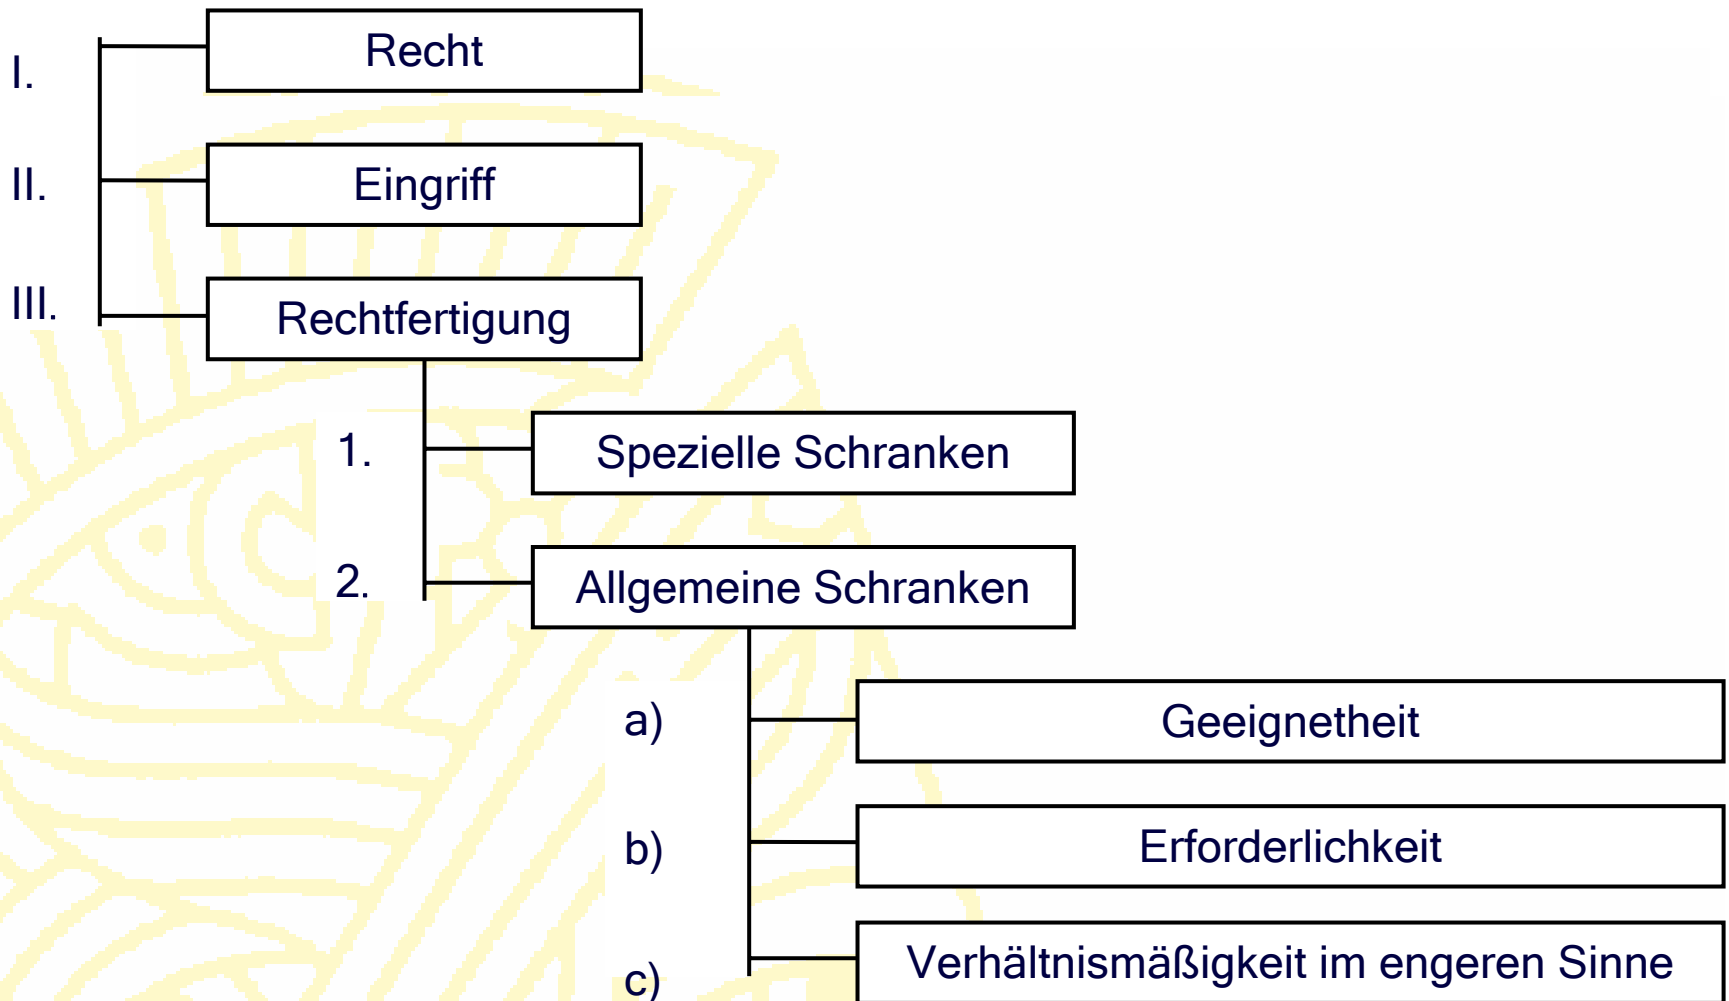 I. Recht
II. Eingriff
III. Rechtfertigung
1. Spezielle Schranken
2. Allgemeine Schranken
a) Geeignetheit
b) Erforderlichkeit
c) Verhältnismäßigkeit im engeren Sinne